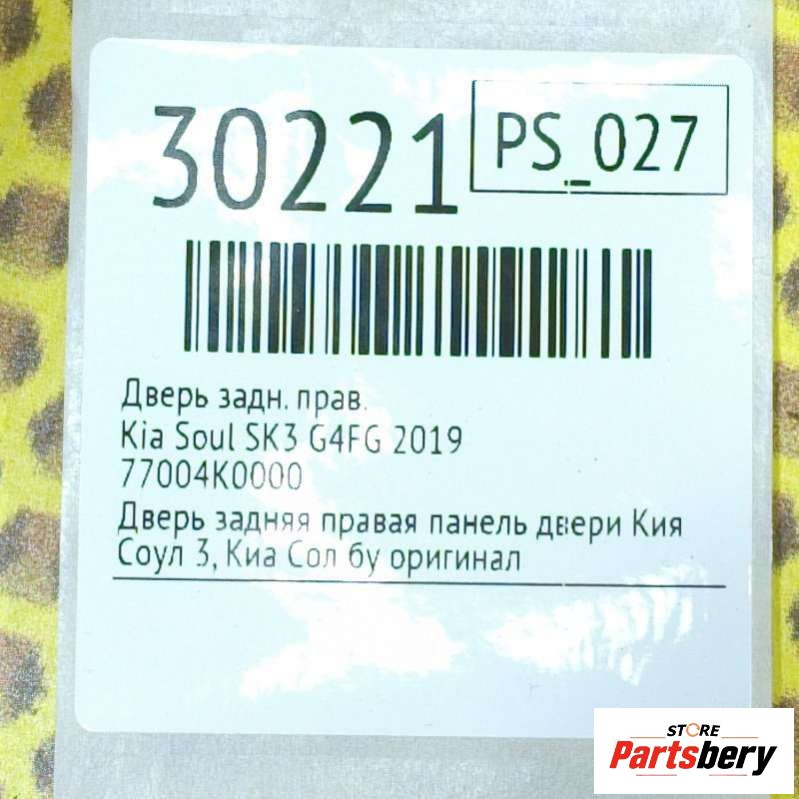 30221
PS_027
Дверь задн. прав.
Kia Soul SK3 G4FG 2019
77004K0000
Дверь задняя правая панель двери Кия
Соул 3, Киа Сол бу оригинал
STORE
Partsbery